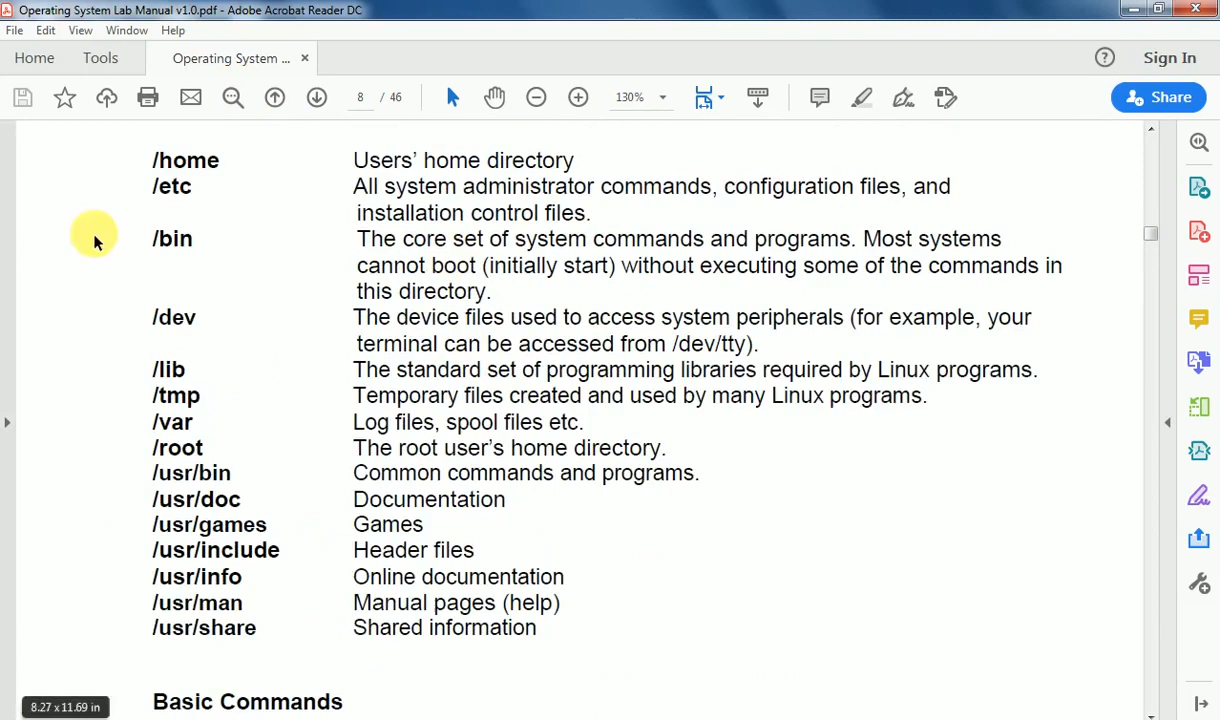 Operating System Lab Manual v1.0.pdf - Adobe Acrobat Reader DC
File Edit View Window Help
Home Tools Operating System ... × Sign In
8 / 46 130% Share
/home Users’ home directory
/etc All system administrator commands, configuration files, and
installation control files.
/bin The core set of system commands and programs. Most systems
cannot boot (initially start) without executing some of the commands in
this directory.
/dev The device files used to access system peripherals (for example, your
terminal can be accessed from /dev/tty).
/lib The standard set of programming libraries required by Linux programs.
/tmp Temporary files created and used by many Linux programs.
/var Log files, spool files etc.
/root The root user’s home directory.
/usr/bin Common commands and programs.
/usr/doc Documentation
/usr/games Games
/usr/include Header files
/usr/info Online documentation
/usr/man Manual pages (help)
/usr/share Shared information
Basic Commands
8.27 x 11.69 in